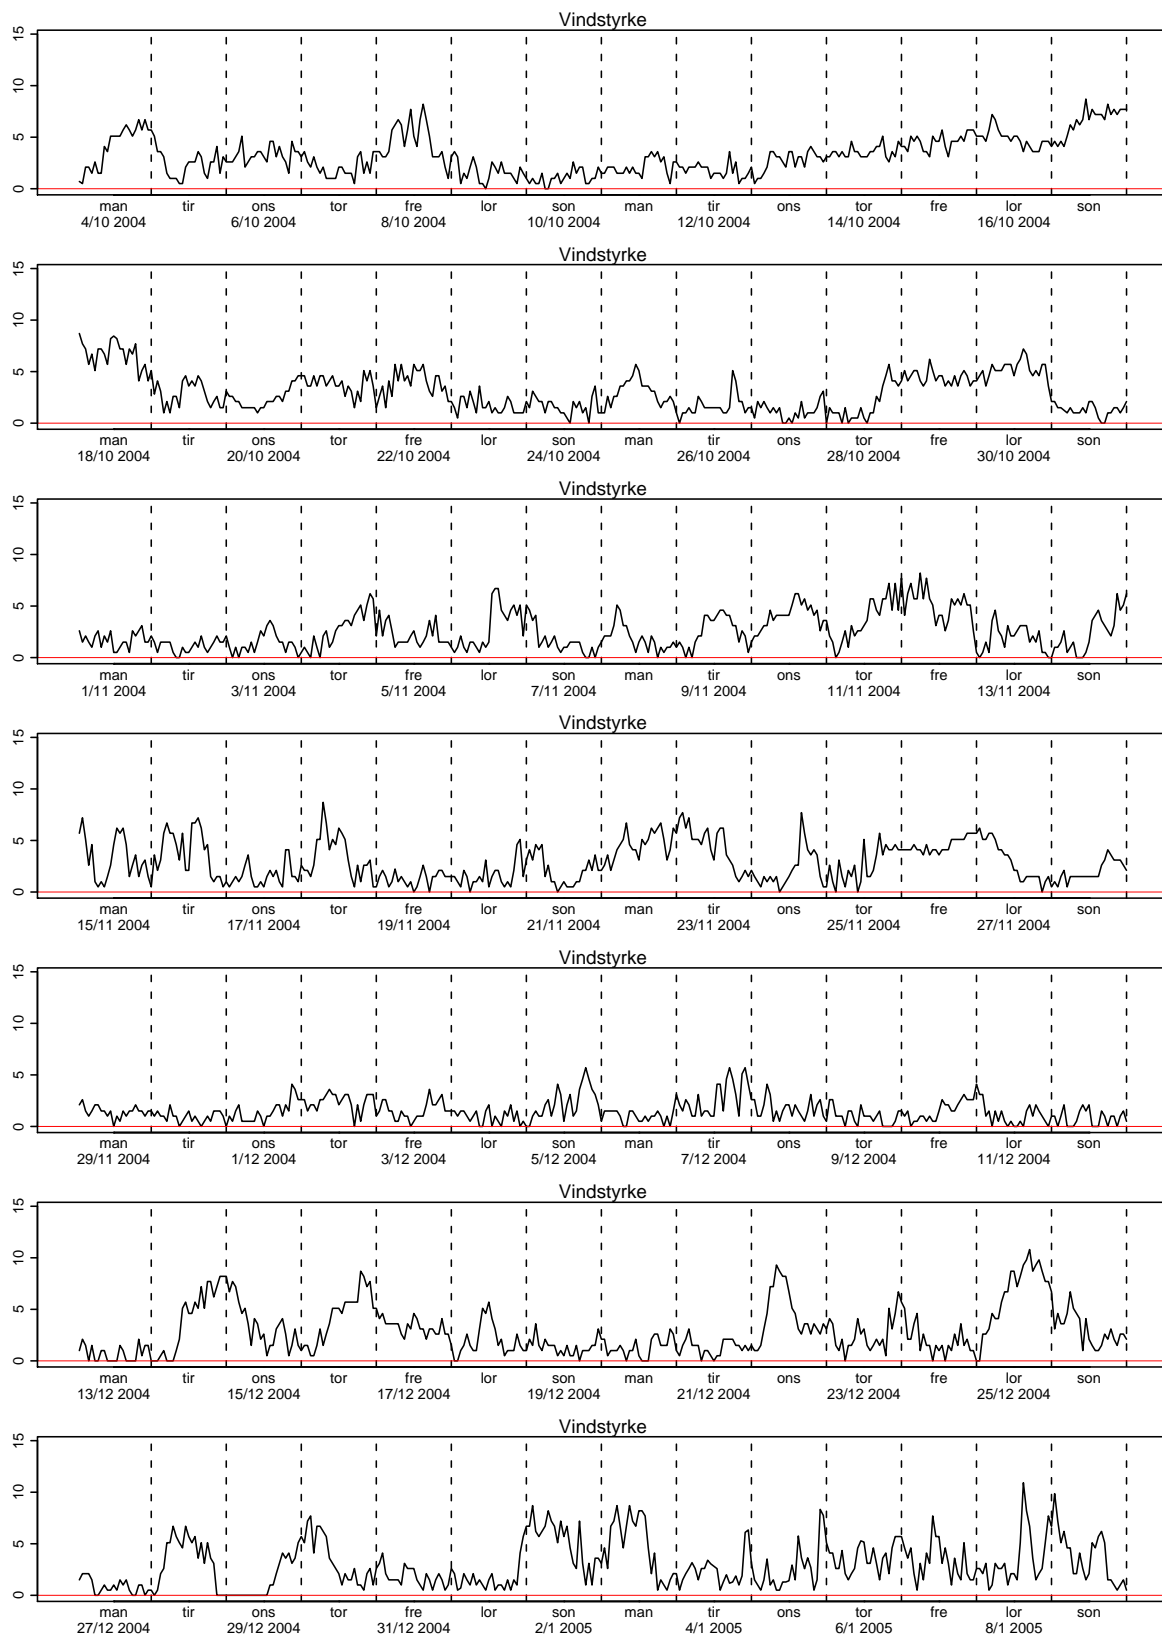 Vindstyrke
15
10
5
0
man tir ons tor fre lor son man tir ons tor fre lor son
4/10 2004 6/10 2004 8/10 2004 10/10 2004 12/10 2004 14/10 2004 16/10 2004
Vindstyrke
15
10
5
0
man tir ons tor fre lor son man tir ons tor fre lor son
18/10 2004 20/10 2004 22/10 2004 24/10 2004 26/10 2004 28/10 2004 30/10 2004
Vindstyrke
15
10
5
0
man tir ons tor fre lor son man tir ons tor fre lor son
1/11 2004 3/11 2004 5/11 2004 7/11 2004 9/11 2004 11/11 2004 13/11 2004
Vindstyrke
15
10
5
0
man tir ons tor fre lor son man tir ons tor fre lor son
15/11 2004 17/11 2004 19/11 2004 21/11 2004 23/11 2004 25/11 2004 27/11 2004
Vindstyrke
15
10
5
0
man tir ons tor fre lor son man tir ons tor fre lor son
29/11 2004 1/12 2004 3/12 2004 5/12 2004 7/12 2004 9/12 2004 11/12 2004
Vindstyrke
15
10
5
0
man tir ons tor fre lor son man tir ons tor fre lor son
13/12 2004 15/12 2004 17/12 2004 19/12 2004 21/12 2004 23/12 2004 25/12 2004
Vindstyrke
15
10
5
0
man tir ons tor fre lor son man tir ons tor fre lor son
27/12 2004 29/12 2004 31/12 2004 2/1 2005 4/1 2005 6/1 2005 8/1 2005